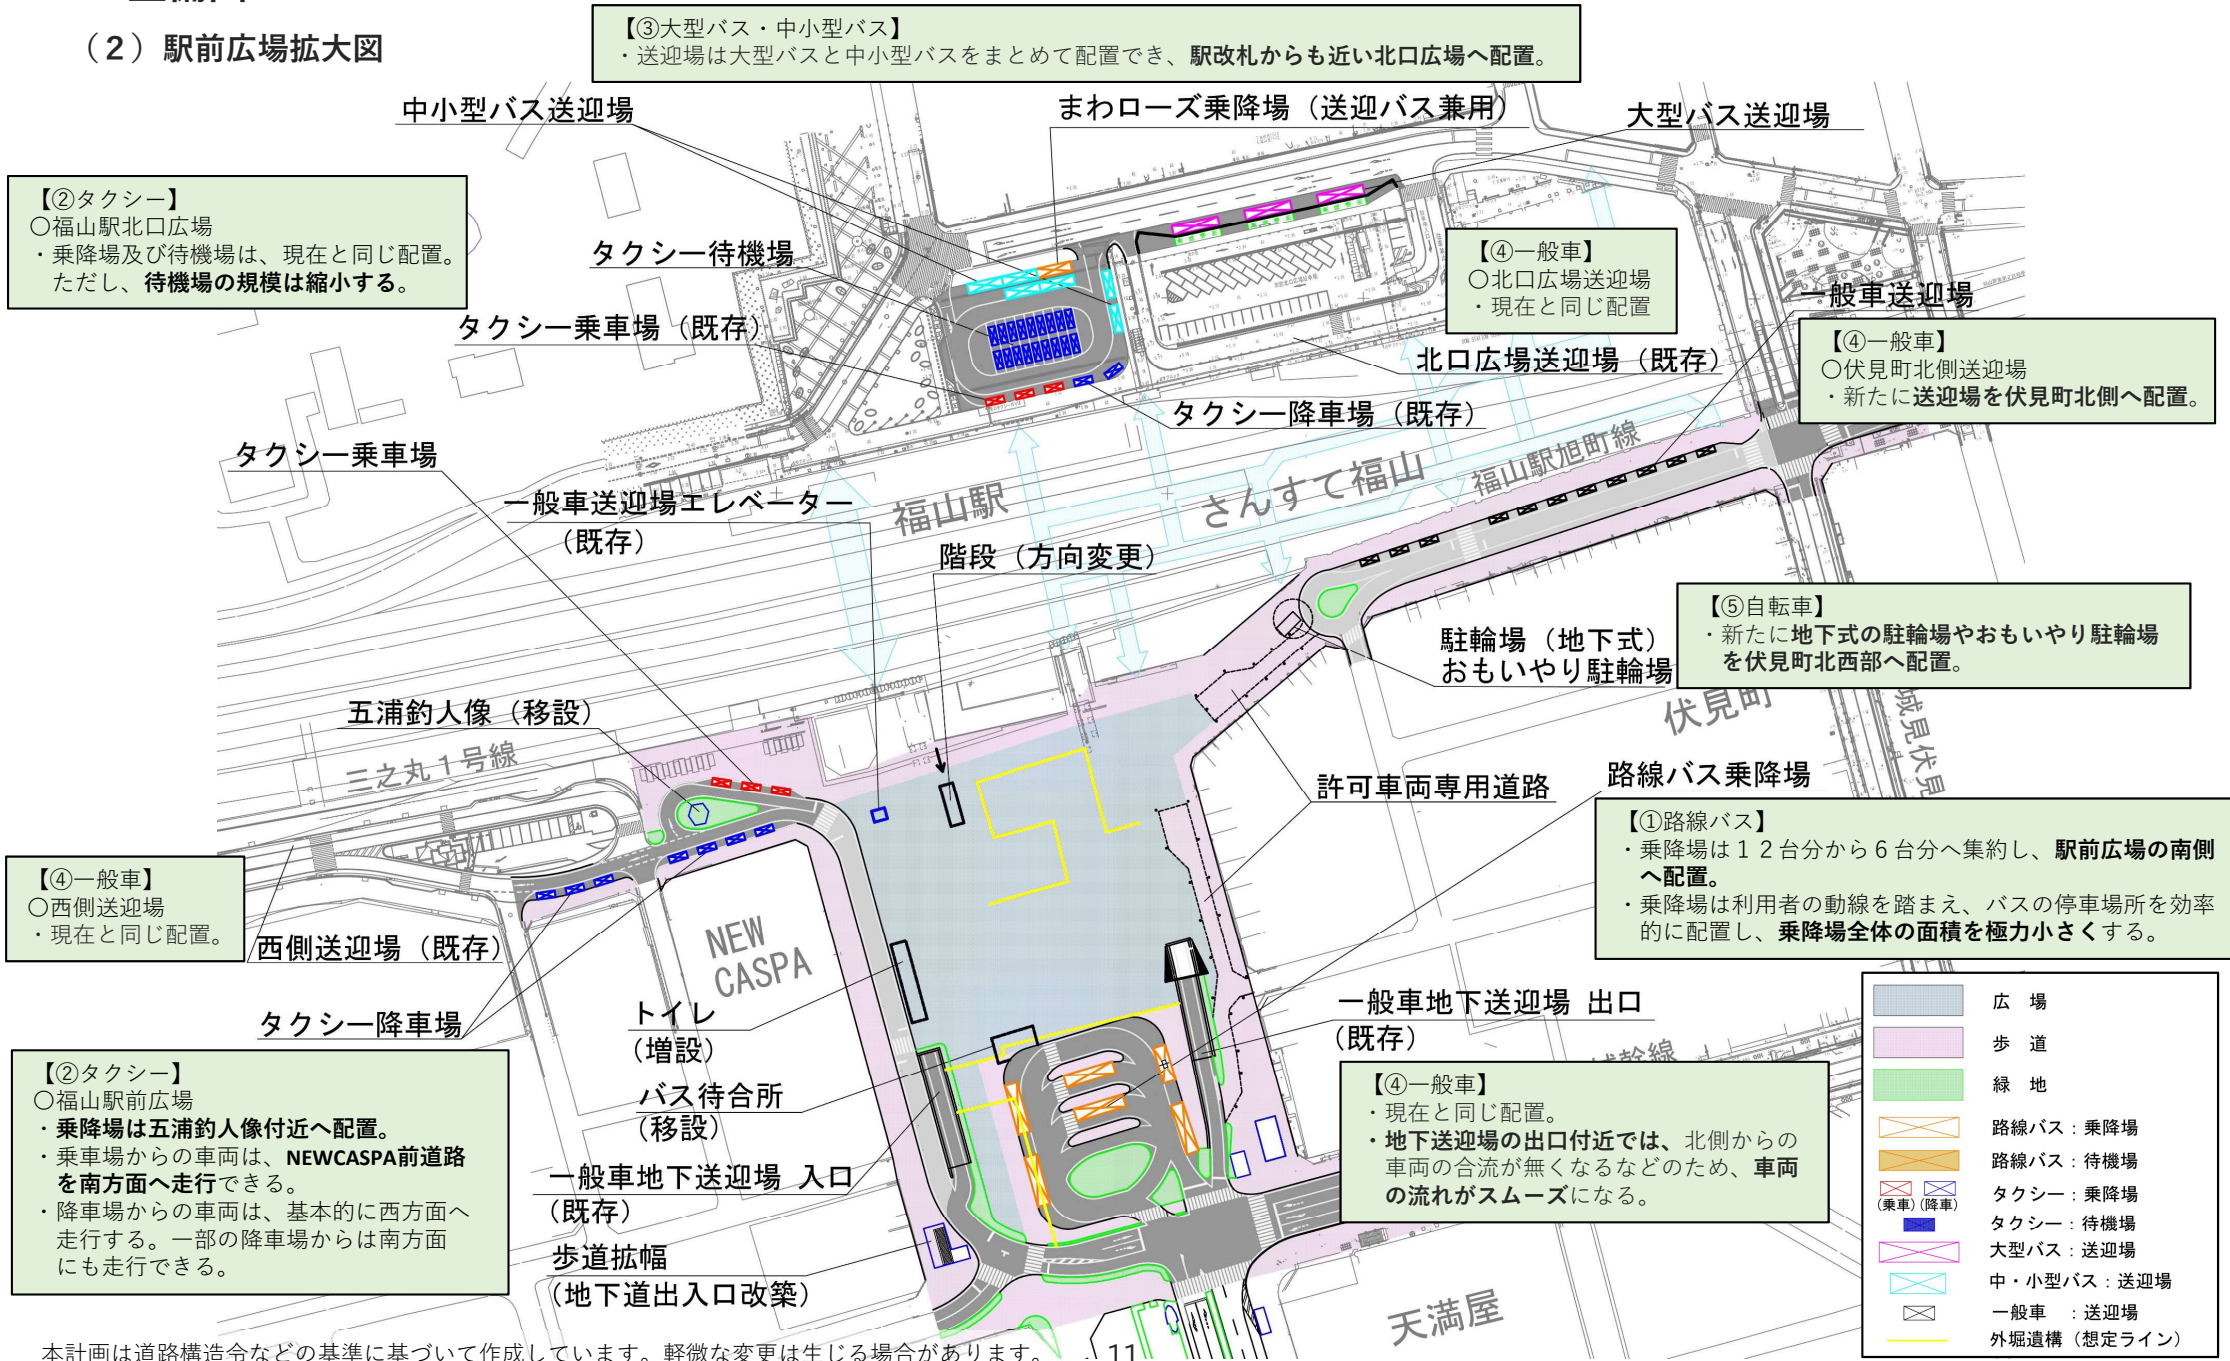 （２）駅前広場拡大図
【③大型バス・中小型バス】
・送迎場は大型バスと中小型バスをまとめて配置でき、駅改札からも近い北口広場へ配置。
中小型バス送迎場
まわローズ乗降場（送迎バス兼用）
大型バス送迎場
【②タクシー】
〇福山駅北口広場
・乗降場及び待機場は、現在と同じ配置。
ただし、待機場の規模は縮小する。
タクシー待機場
タクシー乗車場（既存）
【④一般車】
〇北口広場送迎場
・現在と同じ配置
一般車送迎場
【④一般車】
〇伏見町北側送迎場
・新たに送迎場を伏見町北側へ配置。
北口広場送迎場（既存）
タクシー降車場（既存）
タクシー乗車場
一般車送迎場エレベーター
（既存）
福山駅
さんすて福山
福山駅旭町線
階段（方向変更）
【⑤自転車】
・新たに地下式の駐輪場やおもいやり駐輪場
を伏見町北西部へ配置。
駐輪場（地下式）
おもいやり駐輪場
伏見町
城見伏見
五浦釣人像（移設）
三之丸１号線
許可車両専用道路
路線バス乗降場
【①路線バス】
・乗降場は１２台分から６台分へ集約し、駅前広場の南側
へ配置。
・乗降場は利用者の動線を踏まえ、バスの停車場所を効率
的に配置し、乗降場全体の面積を極力小さくする。
【④一般車】
〇西側送迎場
・現在と同じ配置。
西側送迎場（既存）
NEW
CASPA
タクシー降車場
トイレ
（増設）
一般車地下送迎場 出口
（既存）
【②タクシー】
〇福山駅前広場
・乗降場は五浦釣人像付近へ配置。
・乗車場からの車両は、NEWCASPA前道路
を南方面へ走行できる。
・降車場からの車両は、基本的に西方面へ
走行する。一部の降車場からは南方面
にも走行できる。
バス待合所
（移設）
【④一般車】
・現在と同じ配置。
・地下送迎場の出口付近では、北側からの
車両の合流が無くなるなどのため、車両
の流れがスムーズになる。
一般車地下送迎場 入口
（既存）
歩道拡幅
（地下道出入口改築）
天満屋
広　場
歩　道
緑　地
路線バス：乗降場
路線バス：待機場
タクシー：乗降場
(乗車) (降車)
タクシー：待機場
大型バス：送迎場
中・小型バス：送迎場
一般車　：送迎場
外堀遺構（想定ライン）
本計画は道路構造令などの基準に基づいて作成しています。軽微な変更は生じる場合があります。
11